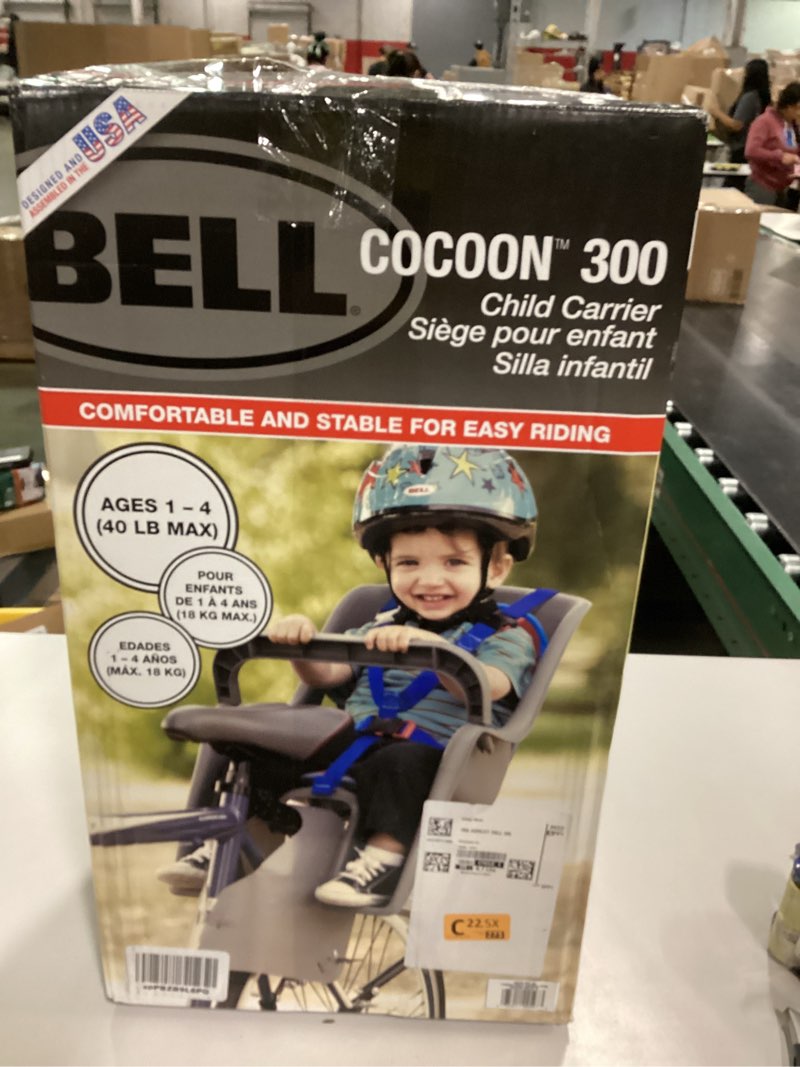 DESIGNED AND
ASSEMBLED IN THE
USA
BELL®
COCOON™ 300
Child Carrier
Siège pour enfant
Silla infantil
COMFORTABLE AND STABLE FOR EASY RIDING
AGES 1 – 4
(40 LB MAX)
POUR
ENFANTS
DE 1 À 4 ANS
(18 KG MAX.)
EDADES
1 – 4 AÑOS
(MÁX. 18 KG)
BELL
C 22.5X